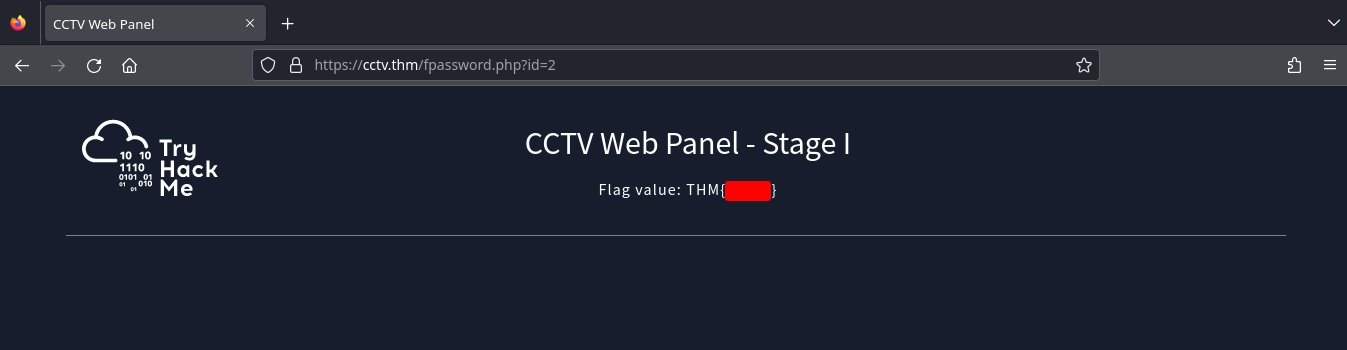 CCTV Web Panel
https://cctv.thm/fpassword.php?id=2
Try
Hack
Me
10 10
1110
0101 01
01 010
01
CCTV Web Panel - Stage I
Flag value: THM{ }